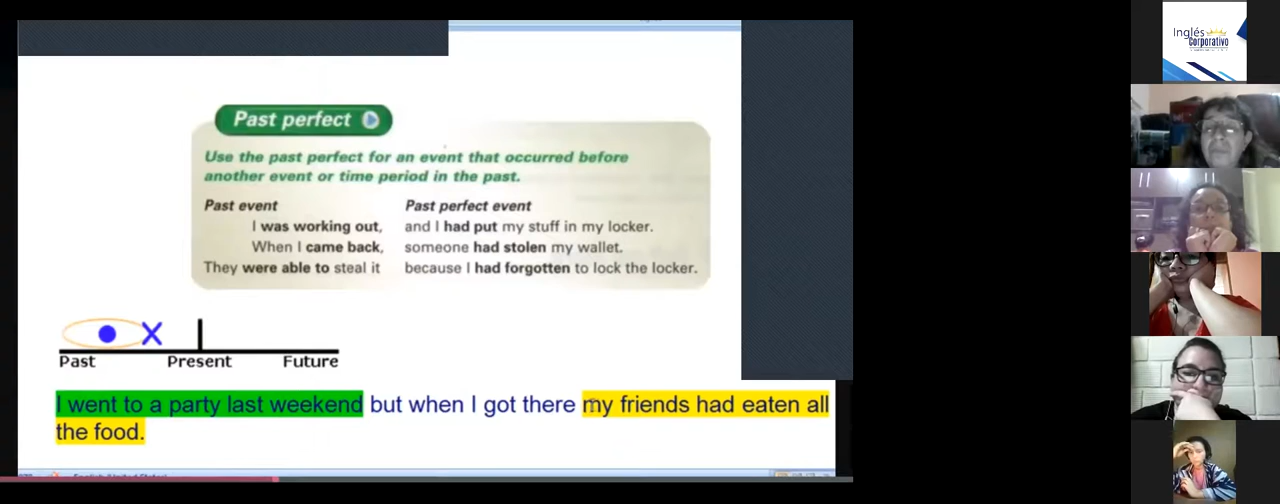 Past perfect
Use the past perfect for an event that occurred before
another event or time period in the past.
Past event Past perfect event
I was working out, and I had put my stuff in my locker.
When I came back, someone had stolen my wallet.
They were able to steal it because I had forgotten to lock the locker.
Past Present Future
I went to a party last weekend but when I got there my friends had eaten all
the food.
English (United States)
Inglés
Corporativo